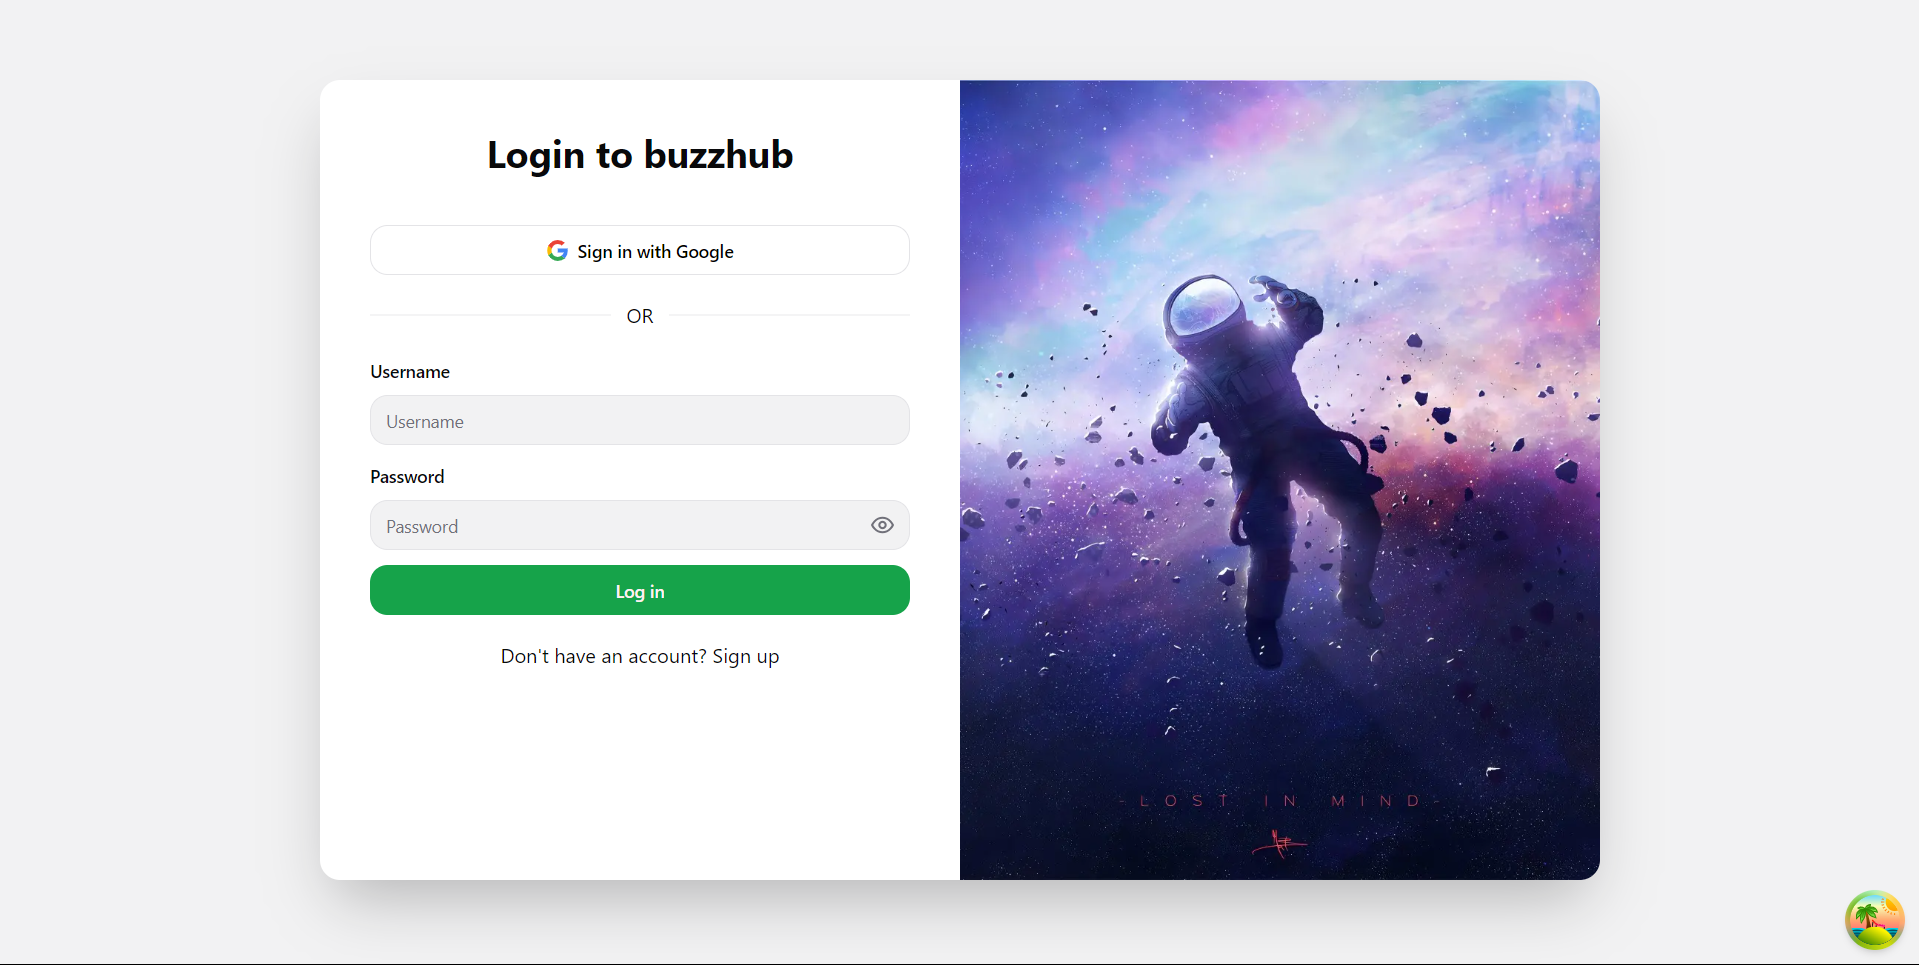 Login to buzzhub
Sign in with Google
OR
Username
Username
Password
Password
Log in
Don't have an account? Sign up
- LOST IN MIND -